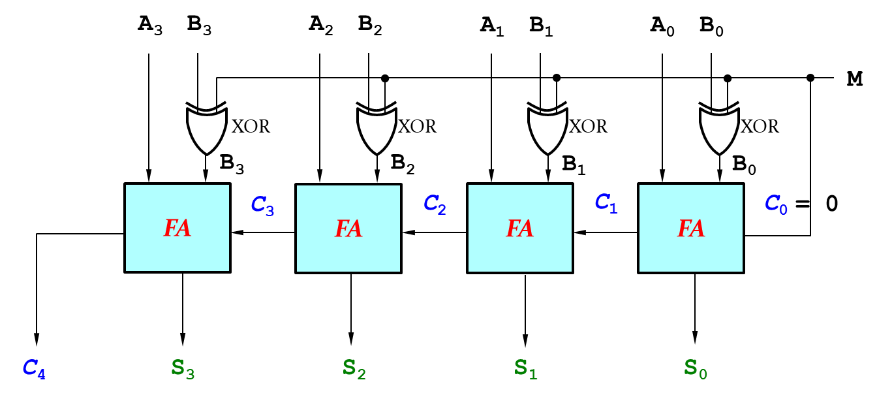 A3 B3 A2 B2 A1 B1 A0 B0
M
XOR XOR XOR XOR
B3 B2 B1 B0
C3 C2 C1 C0 = 0
FA FA FA FA
C4 S3 S2 S1 S0